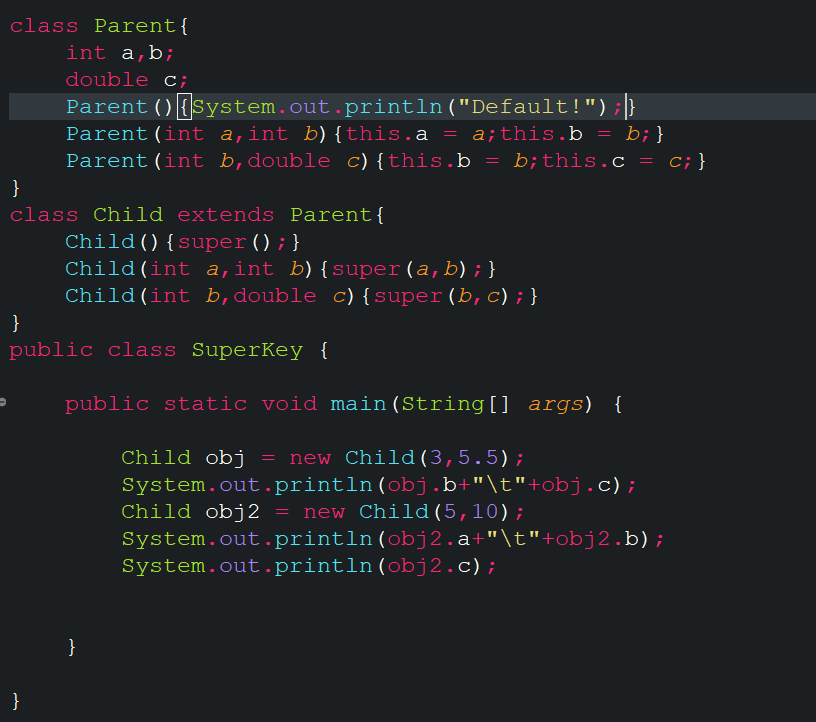 class Parent{
    int a,b;
    double c;
    Parent(){System.out.println("Default!");}
    Parent(int a,int b){this.a = a;this.b = b;}
    Parent(int b,double c){this.b = b;this.c = c;}
}
class Child extends Parent{
    Child(){super();}
    Child(int a,int b){super(a,b);}
    Child(int b,double c){super(b,c);}
}
public class SuperKey {
    public static void main(String[] args) {
        Child obj = new Child(3,5.5);
        System.out.println(obj.b+"\t"+obj.c);
        Child obj2 = new Child(5,10);
        System.out.println(obj2.a+"\t"+obj2.b);
        System.out.println(obj2.c);
    }
}